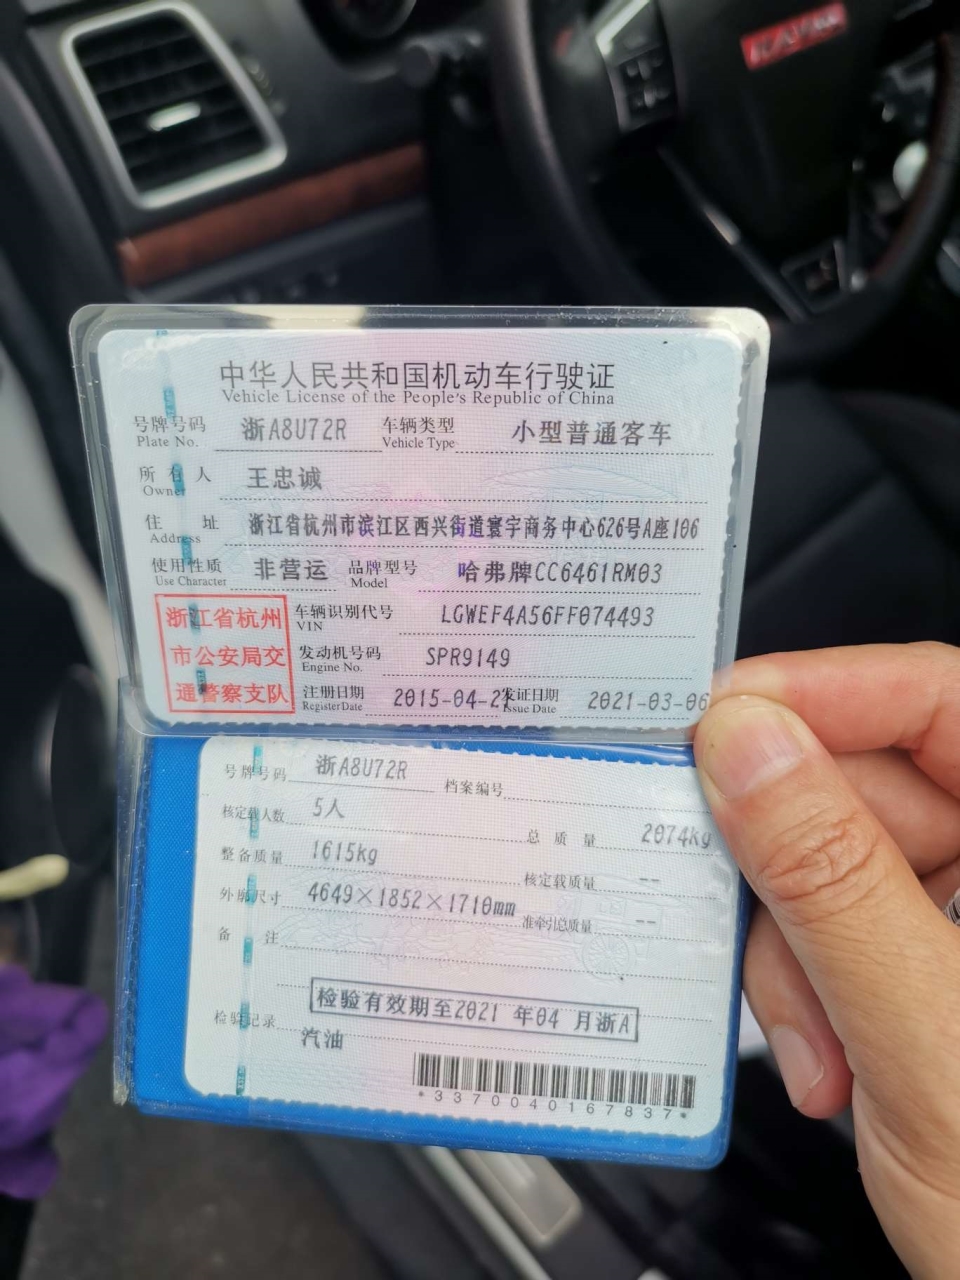 中华人民共和国机动车行驶证
Vehicle License of the People's Republic of China
号牌号码 浙A8U72R 车辆类型 小型普通客车
Plate No. Vehicle Type
所有人 王忠诚
Owner
住址 浙江省杭州市滨江区西兴街道寰宇商务中心626号A座106
Address
使用性质 非营运 品牌型号 哈弗牌CC6461RM03
Use Character Model
浙江省杭州
市公安局交
通警察支队
车辆识别代号 LGWEF4A56FF074493
VIN
发动机号码 SPR9149
Engine No.
注册日期 2015-04-2 发证日期 2021-03-06
Register Date Issue Date
号牌号码 浙A8U72R 档案编号
核定载人数 5人 总质量 2074kg
整备质量 1615kg 核定载质量 --
外廓尺寸 4649×1852×1710mm 准牵引总质量 --
备注
检验有效期至2021 年04 月浙A
检验记录 汽油
*3370040167837*